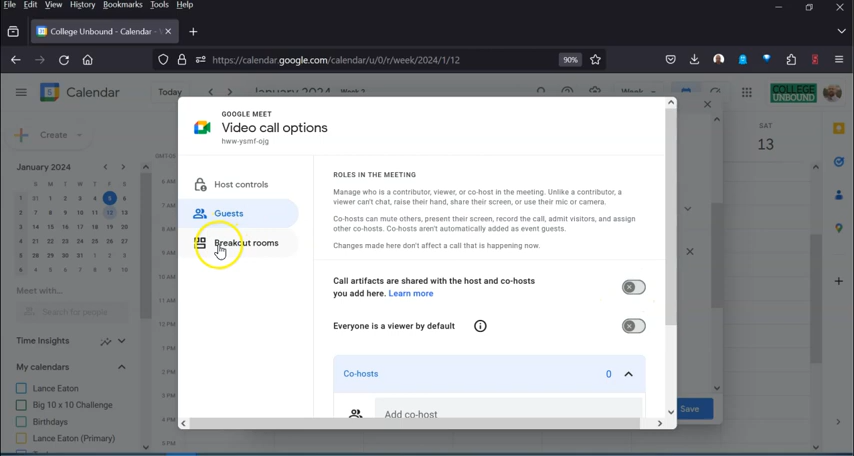 File Edit View History Bookmarks Tools Help
College Unbound - Calendar -
https://calendar.google.com/calendar/u/0/r/week/2024/1/12 90%
Calendar Today January 2024 Week 2 Week COLLEGE UNBOUND
Create
January 2024
S M T W T F S
31 1 2 3 4 5 6
7 8 9 10 11 12 13
14 15 16 17 18 19 20
21 22 23 24 25 26 27
28 29 30 31 1 2 3
4 5 6 7 8 9 10
Meet with...
Search for people
Time Insights
My calendars
Lance Eaton
Big 10 x 10 Challenge
Birthdays
Lance Eaton (Primary)
6 AM
7 AM
8 AM
9 AM
10 AM
11 AM
12 PM
1 PM
2 PM
3 PM
4 PM
5 PM
GOOGLE MEET
Video call options
hww-ysmf-ojg
Host controls
Guests
Breakout rooms
ROLES IN THE MEETING
Manage who is a contributor, viewer, or co-host in the meeting. Unlike a contributor, a
viewer can't chat, raise their hand, share their screen, or use their mic or camera.
Co-hosts can mute others, present their screen, record the call, admit visitors, and assign
other co-hosts. Co-hosts aren't automatically added as event guests.
Changes made here don't affect a call that is happening now.
Call artifacts are shared with the host and co-hosts
you add here. Learn more
Everyone is a viewer by default
Co-hosts 0
Add co-host
SAT
13
Save